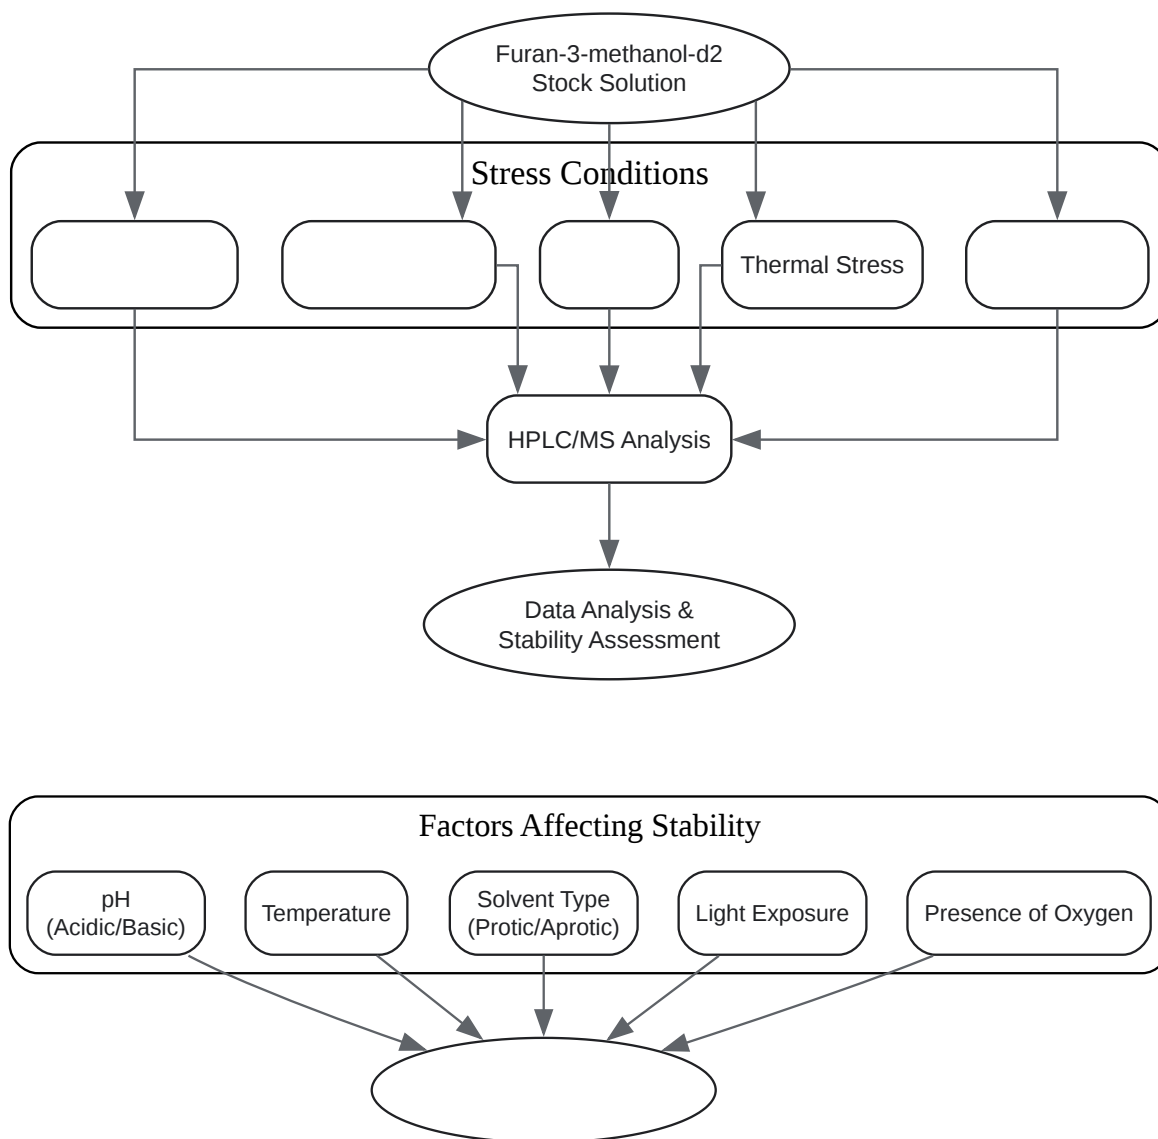 Furan-3-methanol-d2
Stock Solution
Stress Conditions
Thermal Stress
HPLC/MS Analysis
Data Analysis &
Stability Assessment
Factors Affecting Stability
pH
(Acidic/Basic)
Temperature
Solvent Type
(Protic/Aprotic)
Light Exposure
Presence of Oxygen